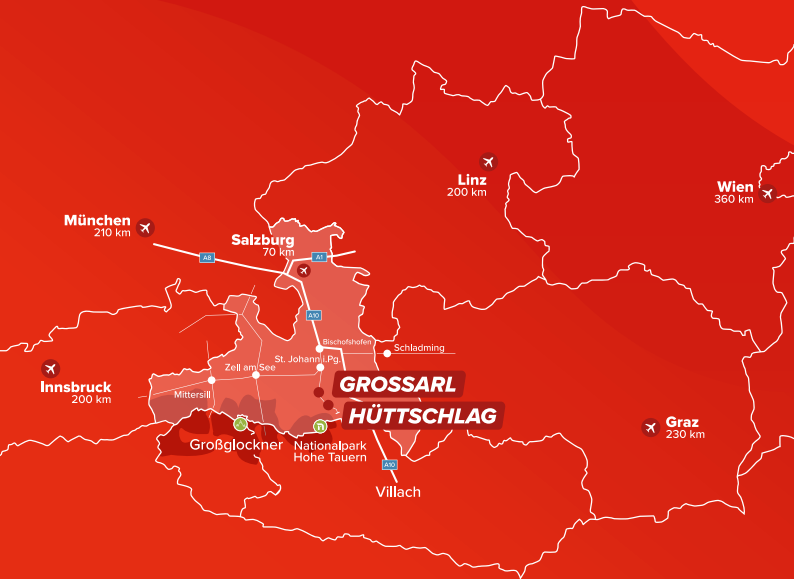 Linz
200 km
Wien
360 km
München
210 km
Salzburg
70 km
A8
A1
A10
Bischofshofen
Schladming
St. Johann i.Pg.
Zell am See
Mittersill
Innsbruck
200 km
GROSSARL
HÜTTSCHLAG
Graz
230 km
Großglockner
Nationalpark
Hohe Tauern
A10
Villach